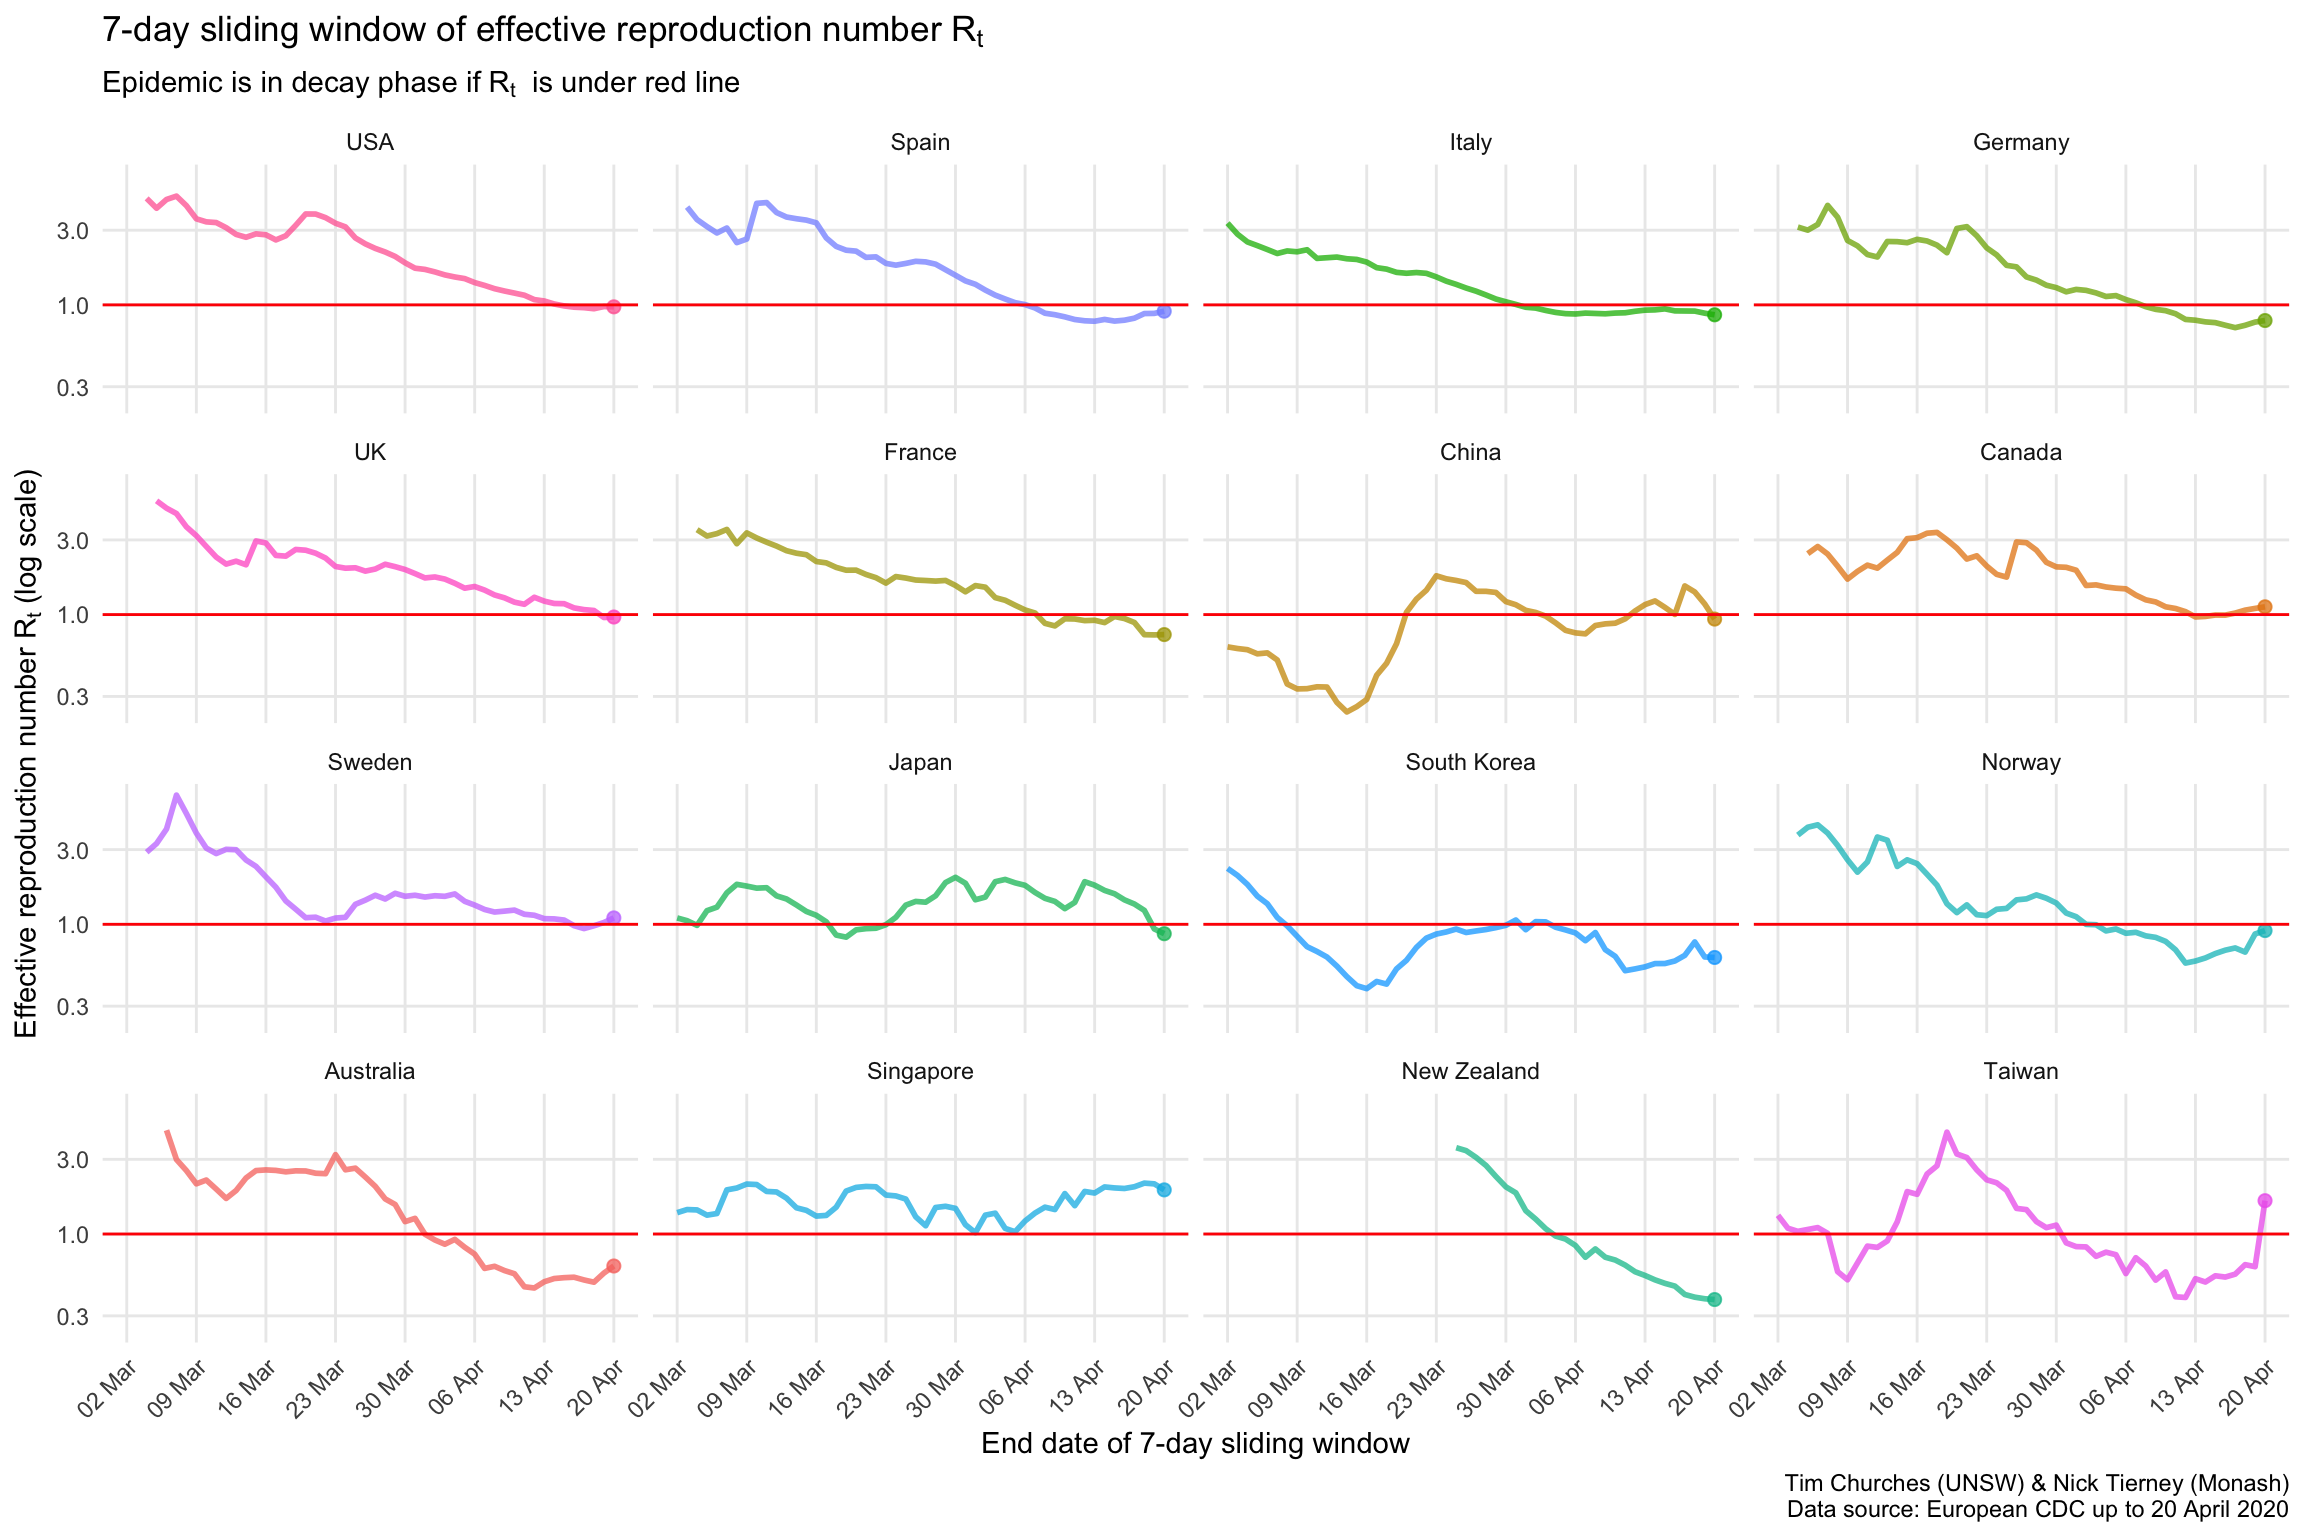 7-day sliding window of effective reproduction number Rt
Epidemic is in decay phase if Rt is under red line
USA
Spain
Italy
Germany
3.0
1.0
0.3
UK
France
China
Canada
3.0
1.0
0.3
Sweden
Japan
South Korea
Norway
3.0
1.0
0.3
Australia
Singapore
New Zealand
Taiwan
3.0
1.0
0.3
Effective reproduction number Rt (log scale)
02 Mar 09 Mar 16 Mar 23 Mar 30 Mar 06 Apr 13 Apr 20 Apr
02 Mar 09 Mar 16 Mar 23 Mar 30 Mar 06 Apr 13 Apr 20 Apr
02 Mar 09 Mar 16 Mar 23 Mar 30 Mar 06 Apr 13 Apr 20 Apr
02 Mar 09 Mar 16 Mar 23 Mar 30 Mar 06 Apr 13 Apr 20 Apr
End date of 7-day sliding window
Tim Churches (UNSW) & Nick Tierney (Monash)
Data source: European CDC up to 20 April 2020